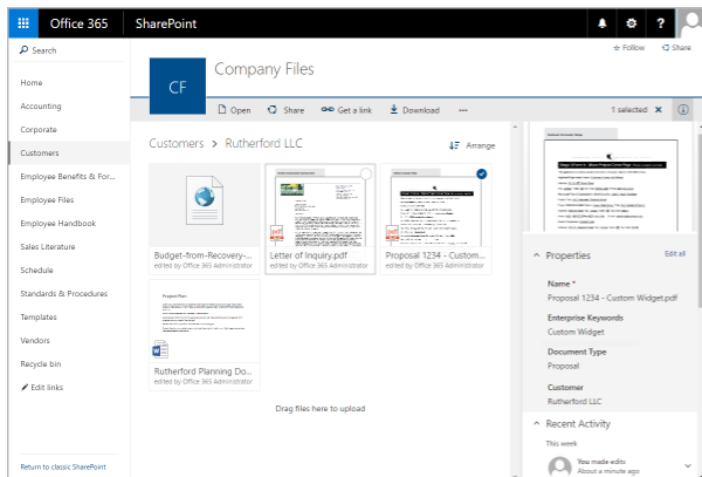 Office 365 SharePoint ?
Search
Home
Accounting
Corporate
Customers
Employee Benefits & For...
Employee Files
Employee Handbook
Sales Literature
Schedule
Standards & Procedures
Templates
Vendors
Recycle bin
Edit links
Return to classic SharePoint
Follow Share
CF
Company Files
Open Share Get a link Download ...
1 selected
Customers > Rutherford LLC
Arrange
Budget-from-Recovery-...
edited by Office 365 Administrator
Letter of Inquiry.pdf
edited by Office 365 Administrator
Proposal 1234 - Custom...
edited by Office 365 Administrator
Project Plan
Rutherford Planning Do...
edited by Office 365 Administrator
Drag files here to upload
Properties Edit all
Name *
Proposal 1234 - Custom Widget.pdf
Enterprise Keywords
Custom Widget
Document Type
Proposal
Customer
Rutherford LLC
Recent Activity
This week
You made edits
About a minute ago